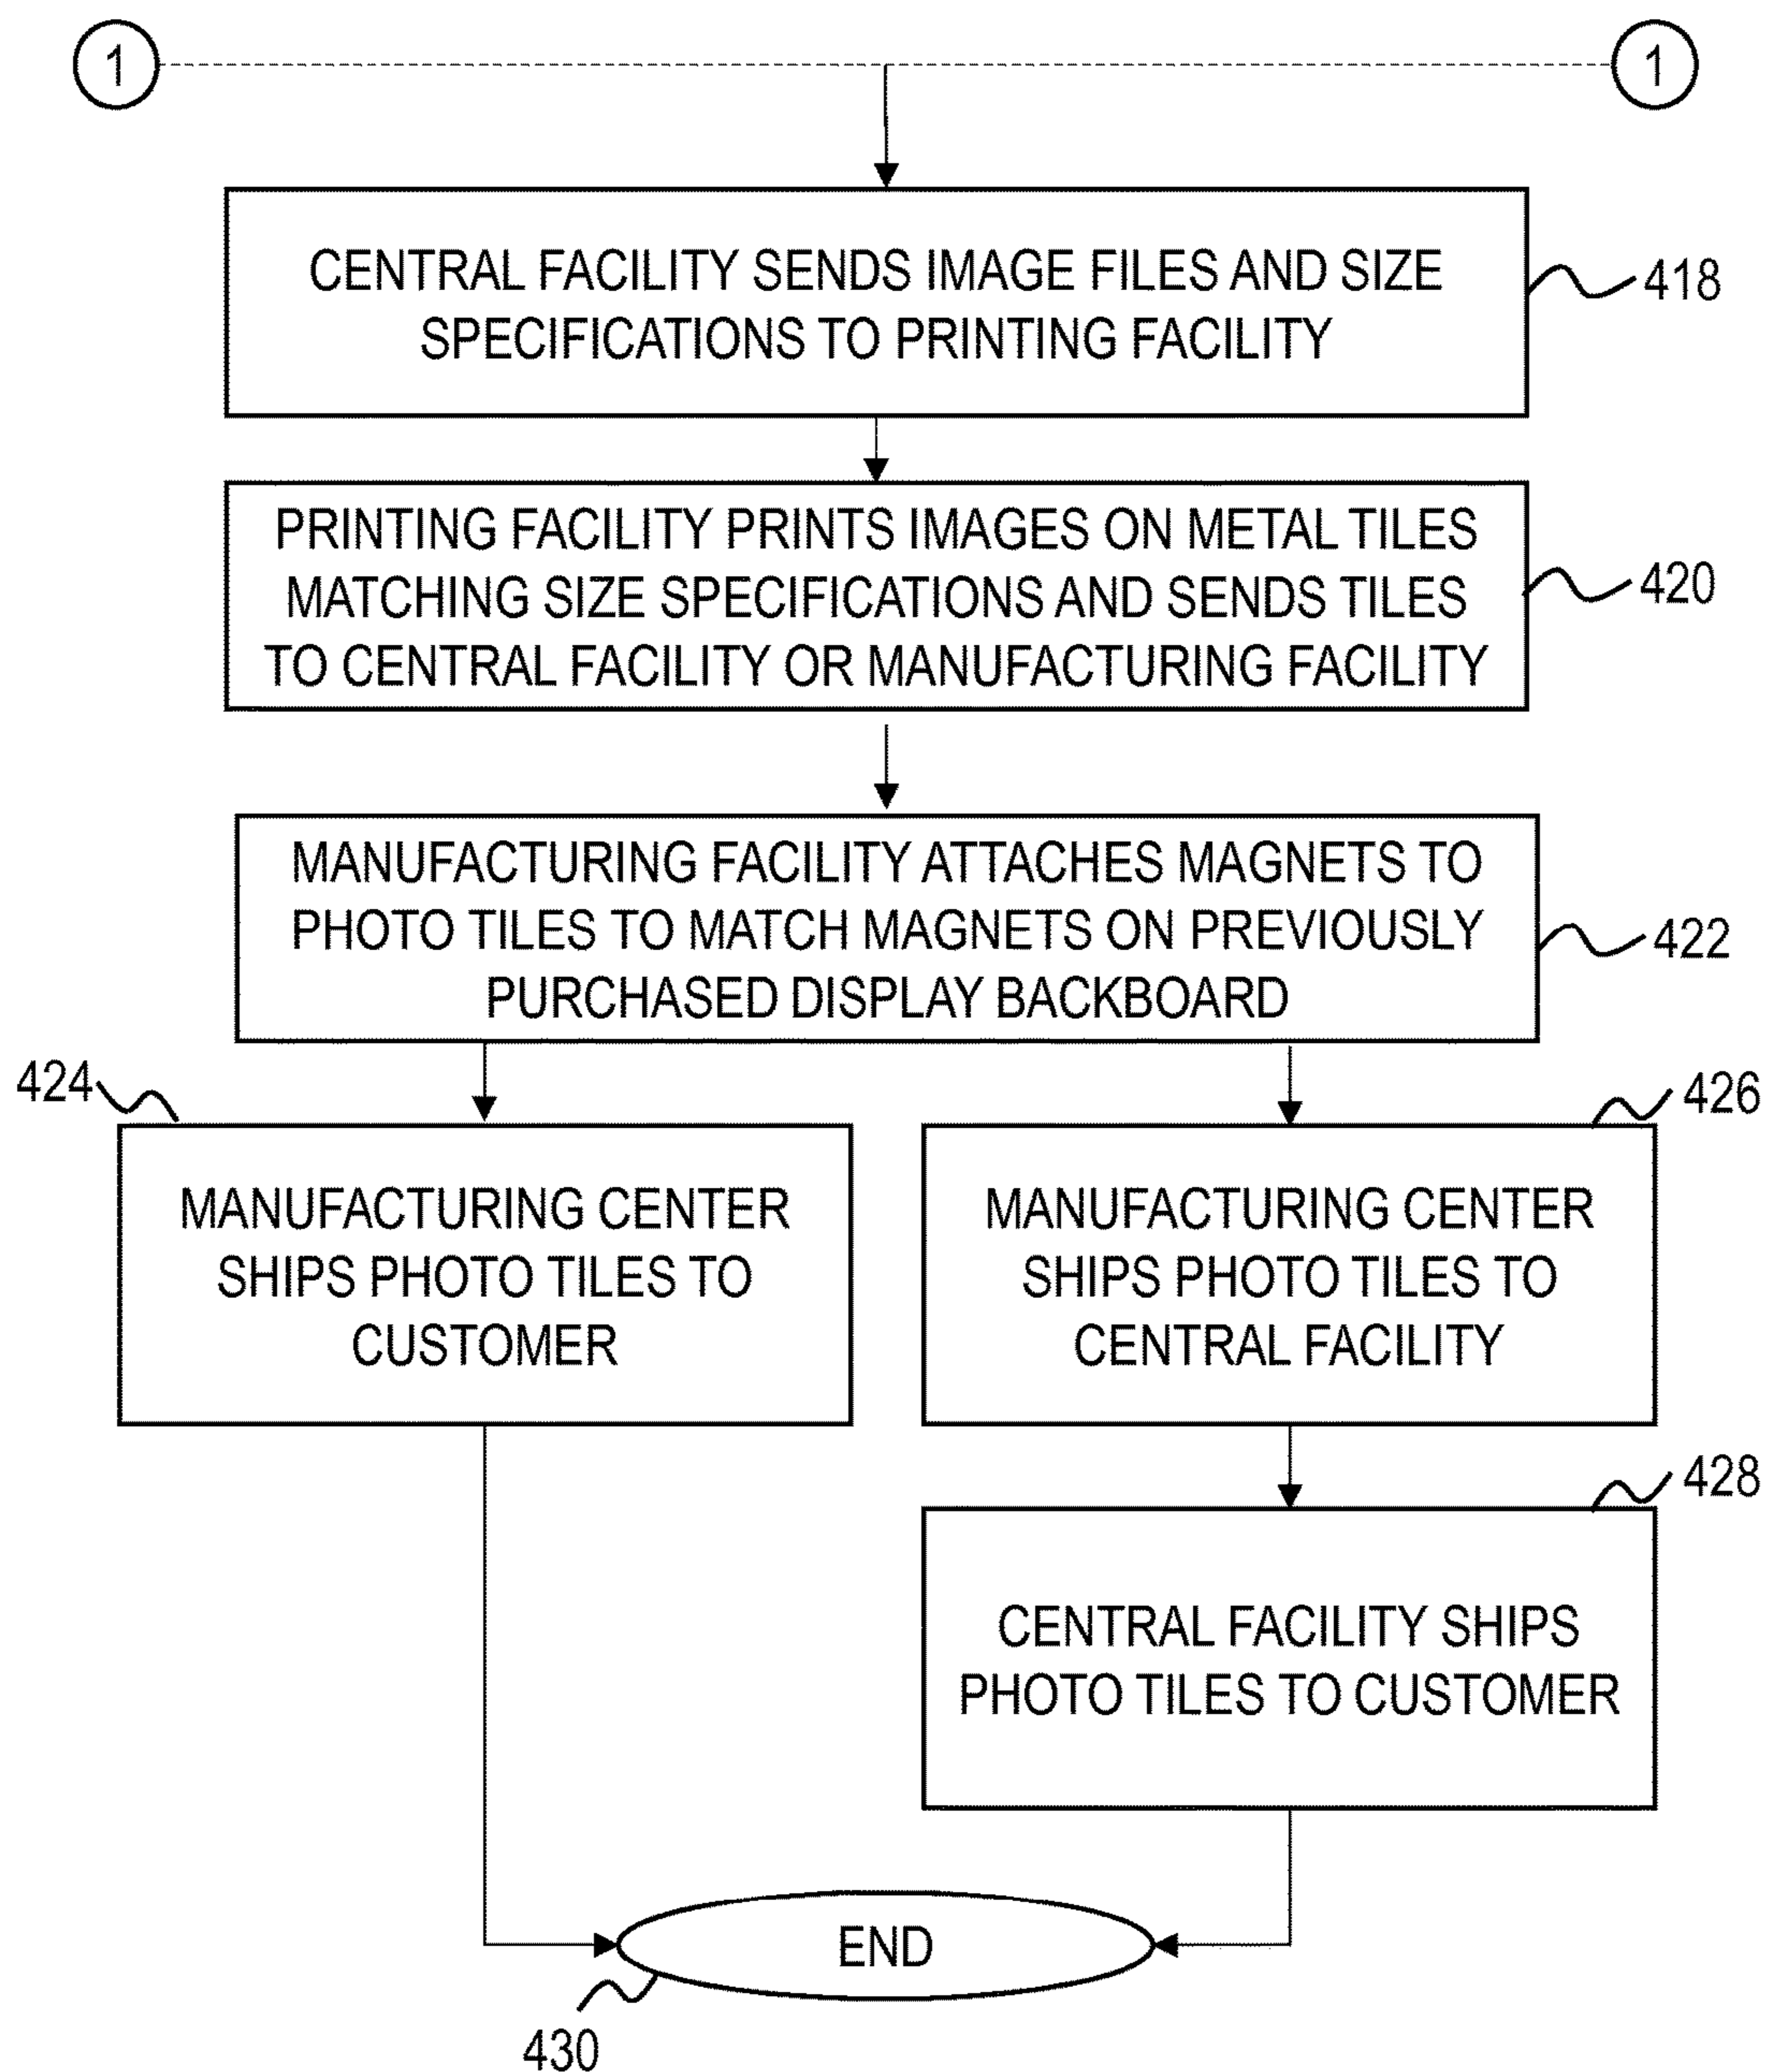 1
1
CENTRAL FACILITY SENDS IMAGE FILES AND SIZE
SPECIFICATIONS TO PRINTING FACILITY
418
PRINTING FACILITY PRINTS IMAGES ON METAL TILES
MATCHING SIZE SPECIFICATIONS AND SENDS TILES
TO CENTRAL FACILITY OR MANUFACTURING FACILITY
420
MANUFACTURING FACILITY ATTACHES MAGNETS TO
PHOTO TILES TO MATCH MAGNETS ON PREVIOUSLY
PURCHASED DISPLAY BACKBOARD
422
424
MANUFACTURING CENTER
SHIPS PHOTO TILES TO
CUSTOMER
426
MANUFACTURING CENTER
SHIPS PHOTO TILES TO
CENTRAL FACILITY
428
CENTRAL FACILITY SHIPS
PHOTO TILES TO CUSTOMER
END
430